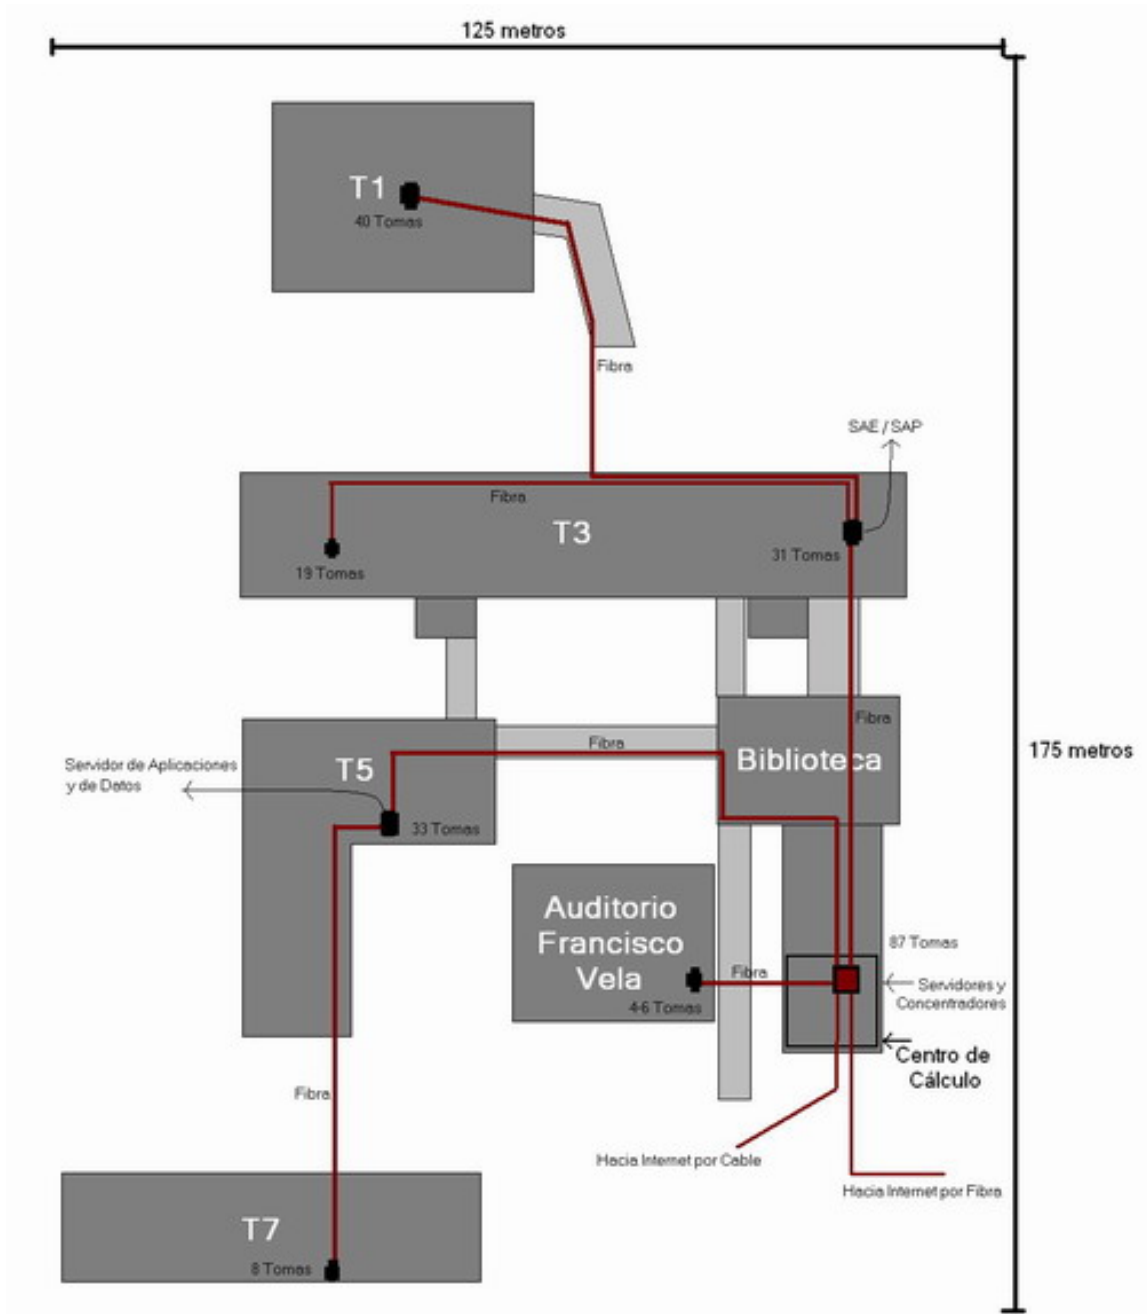 125 metros
T1
40 Tomas
Fibra
SAE / SAP
Fibra
T3
31 Tomas
19 Tomas
Fibra
Fibra
Biblioteca
175 metros
Servidor de Aplicaciones
y de Datos
T5
33 Tomas
Auditorio
Francisco
Vela
87 Tomas
Fibra
4-6 Tomas
Servidores y
Concentradores
Centro de
Cálculo
Fibra
Hacia Internet por Cable
Hacia Internet por Fibra
T7
8 Tomas